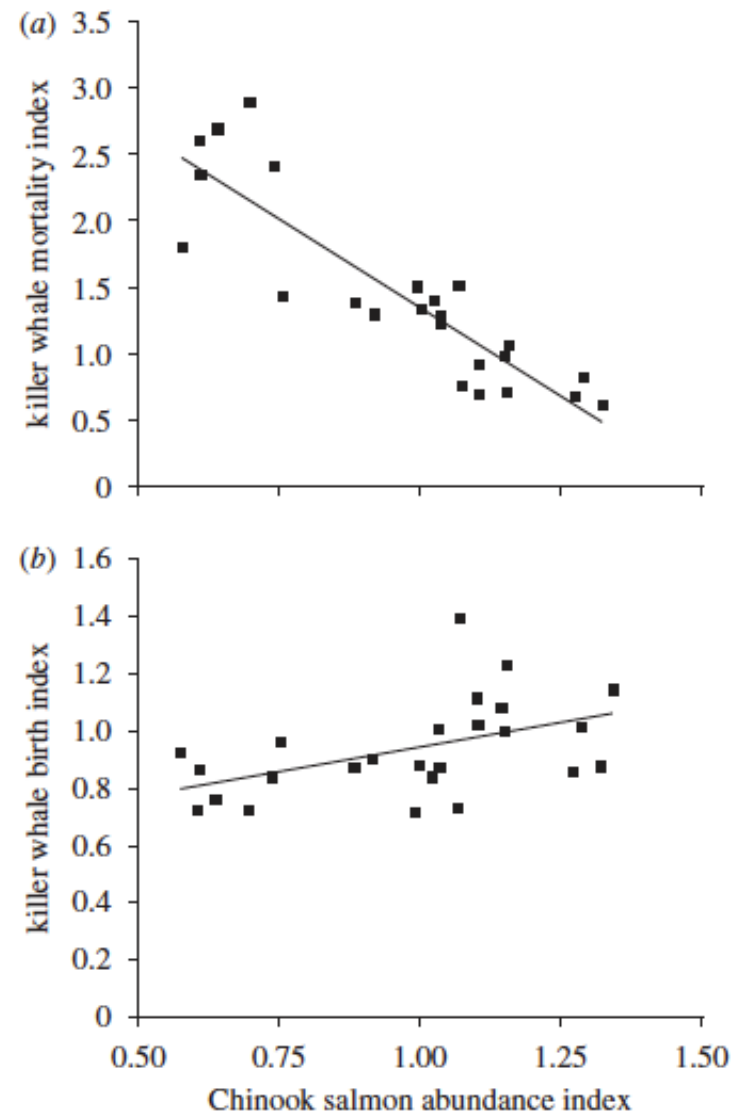 (a) 3.5
3.0
2.5
2.0
1.5
1.0
0.5
0
killer whale mortality index
(b) 1.6
1.4
1.2
1.0
0.8
0.6
0.4
0.2
0
killer whale birth index
0.50 0.75 1.00 1.25 1.50
Chinook salmon abundance index